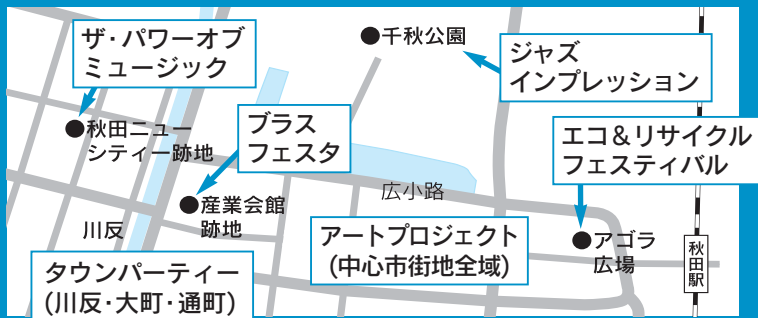 ザ・パワーオブ
ミュージック
●千秋公園
ジャズ
インプレッション
●秋田ニュー
シティー跡地
ブラス
フェスタ
エコ＆リサイクル
フェスティバル
広小路
●産業会館
跡地
川反
アートプロジェクト
(中心市街地全域)
●アゴラ
広場
秋田駅
タウンパーティー
(川反・大町・通町)